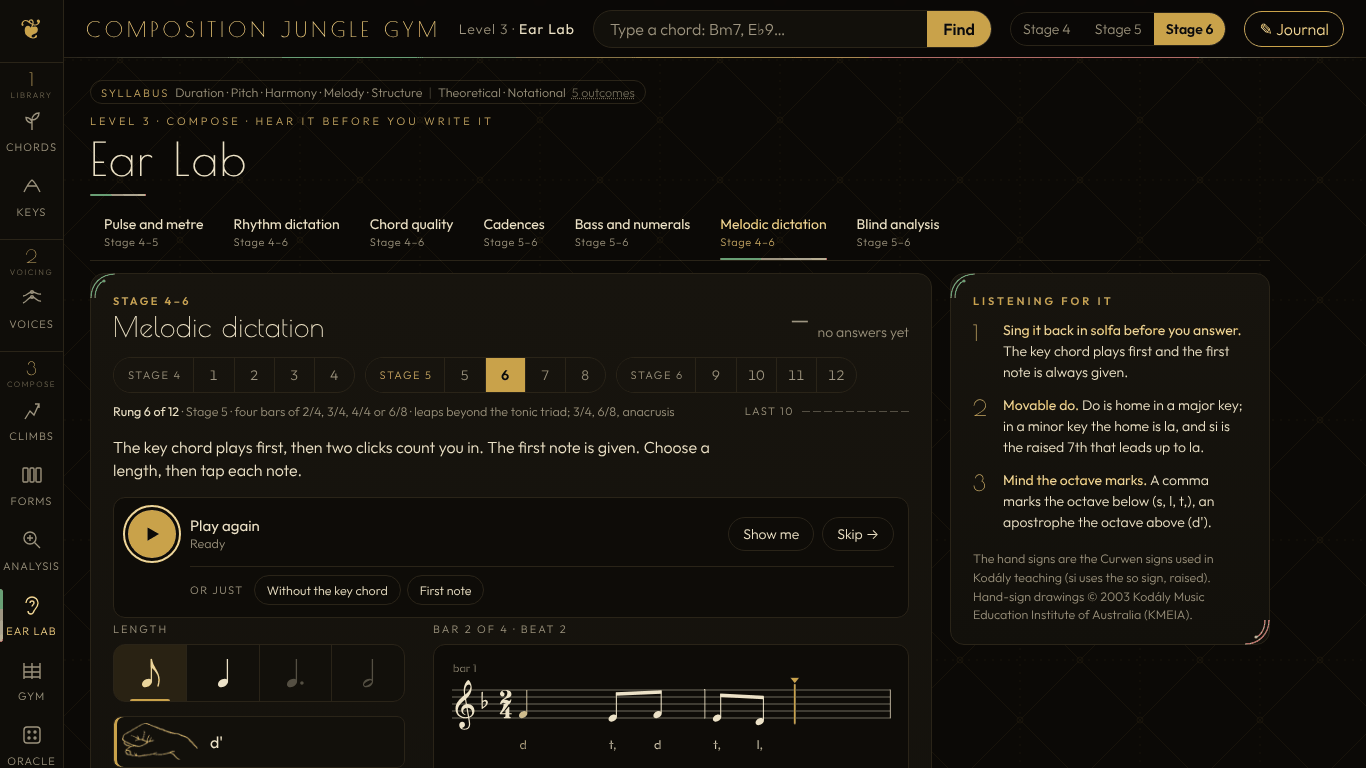 COMPOSITION JUNGLE GYM
Level 3 · Ear Lab
Type a chord: Bm7, E♭9...
Find
Stage 4
Stage 5
Stage 6
✎ Journal
1
LIBRARY
CHORDS
KEYS
2
VOICING
VOICES
3
COMPOSE
CLIMBS
FORMS
ANALYSIS
EAR LAB
GYM
ORACLE
SYLLABUS Duration · Pitch · Harmony · Melody · Structure | Theoretical · Notational 5 outcomes
LEVEL 3 · COMPOSE · HEAR IT BEFORE YOU WRITE IT
Ear Lab
Pulse and metre
Stage 4–5
Rhythm dictation
Stage 4–6
Chord quality
Stage 4–6
Cadences
Stage 5–6
Bass and numerals
Stage 5–6
Melodic dictation
Stage 4–6
Blind analysis
Stage 5–6
STAGE 4–6
Melodic dictation
— no answers yet
STAGE 4 1 2 3 4
STAGE 5 5 6 7 8
STAGE 6 9 10 11 12
Rung 6 of 12 · Stage 5 · four bars of 2/4, 3/4, 4/4 or 6/8 · leaps beyond the tonic triad; 3/4, 6/8, anacrusis
LAST 10 — — — — — — — — — —
The key chord plays first, then two clicks count you in. The first note is given. Choose a
length, then tap each note.
Play again
Ready
Show me
Skip →
OR JUST
Without the key chord
First note
LENGTH
d'
BAR 2 OF 4 · BEAT 2
bar 1
2
4
d t, d t, l,
LISTENING FOR IT
1 Sing it back in solfa before you answer.
The key chord plays first and the first
note is always given.
2 Movable do. Do is home in a major key;
in a minor key the home is la, and si is
the raised 7th that leads up to la.
3 Mind the octave marks. A comma
marks the octave below (s, l, t,), an
apostrophe the octave above (d').
The hand signs are the Curwen signs used in
Kodály teaching (si uses the so sign, raised).
Hand-sign drawings © 2003 Kodály Music
Education Institute of Australia (KMEIA).